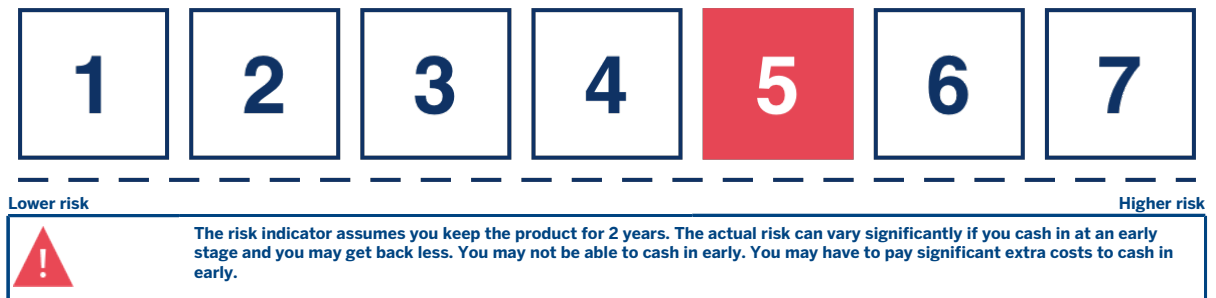 1 2 3 4 5 6 7
Lower risk Higher risk
!
The risk indicator assumes you keep the product for 2 years. The actual risk can vary significantly if you cash in at an early
stage and you may get back less. You may not be able to cash in early. You may have to pay significant extra costs to cash in
early.